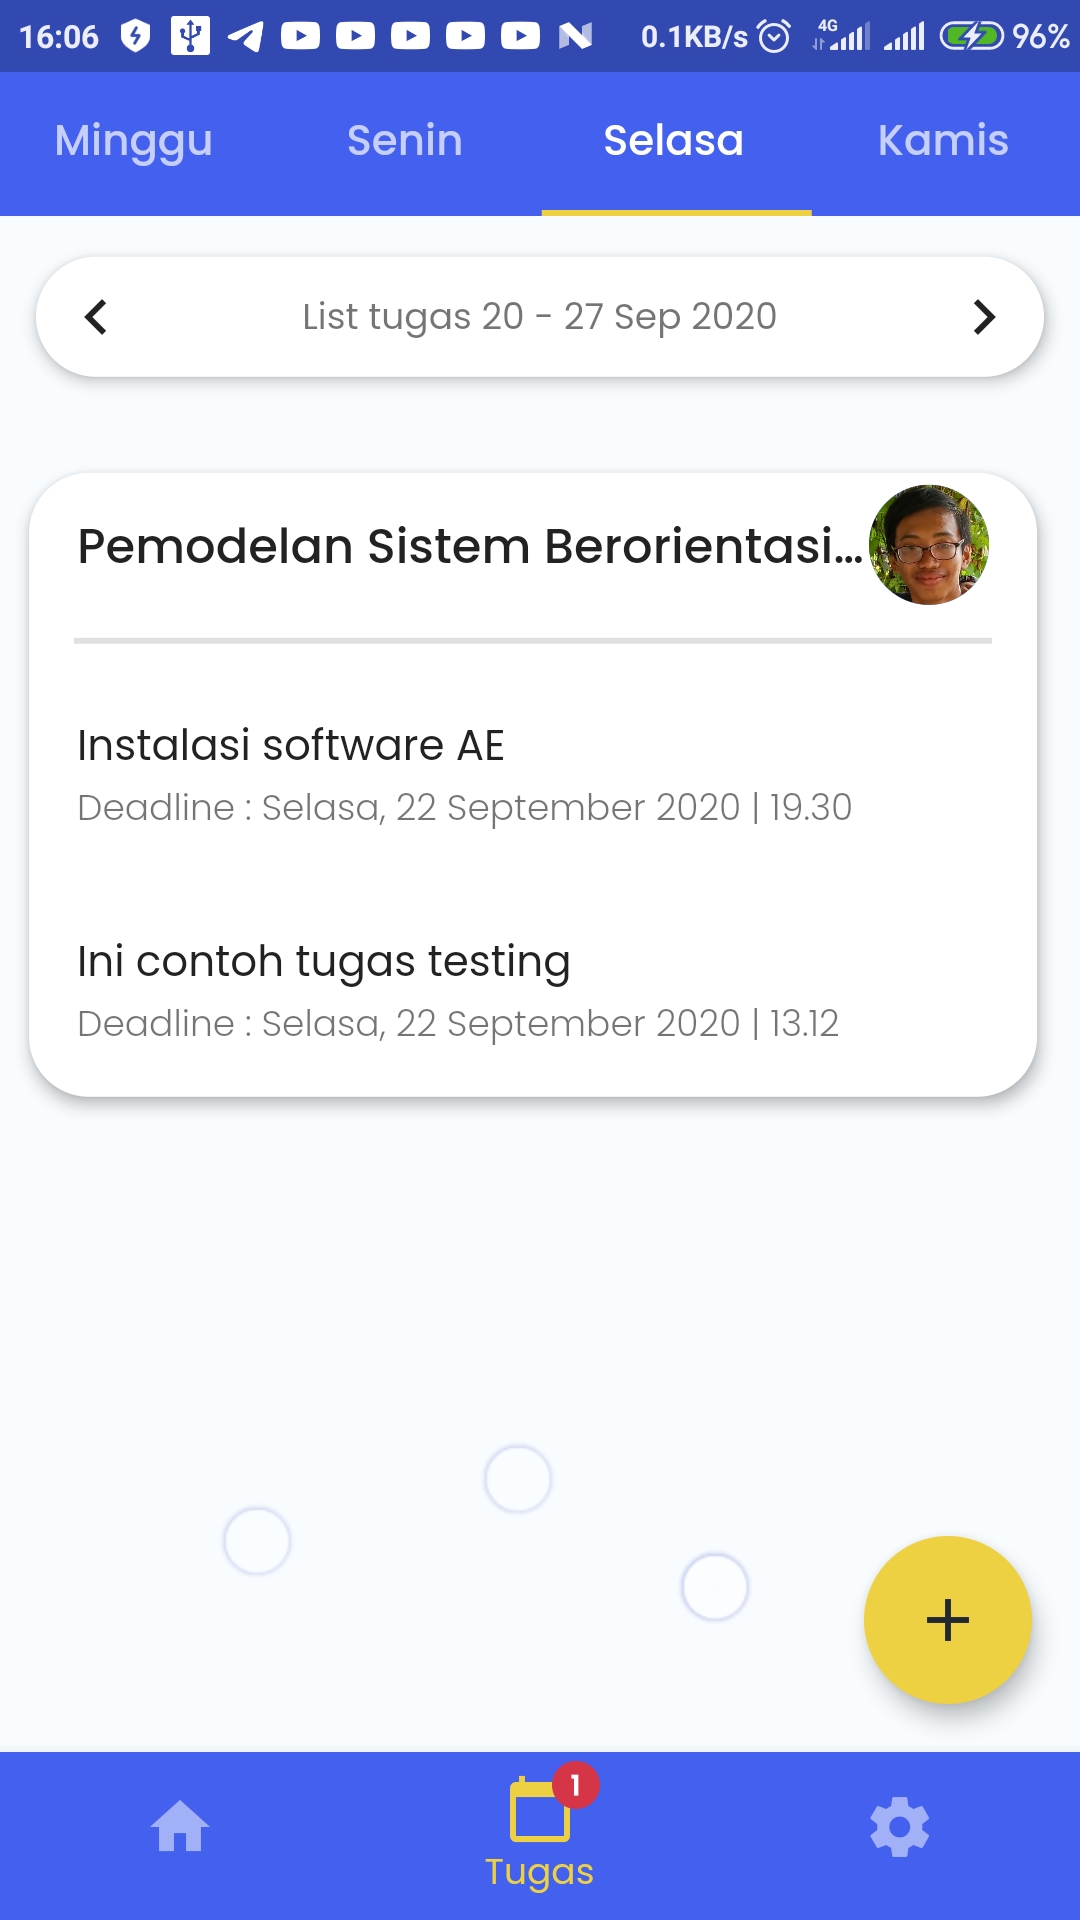 16:06 0.1KB/s 4G 96%
Minggu Senin Selasa Kamis
List tugas 20 - 27 Sep 2020
Pemodelan Sistem Berorientasi...
Instalasi software AE
Deadline : Selasa, 22 September 2020 | 19.30
Ini contoh tugas testing
Deadline : Selasa, 22 September 2020 | 13.12
1
Tugas